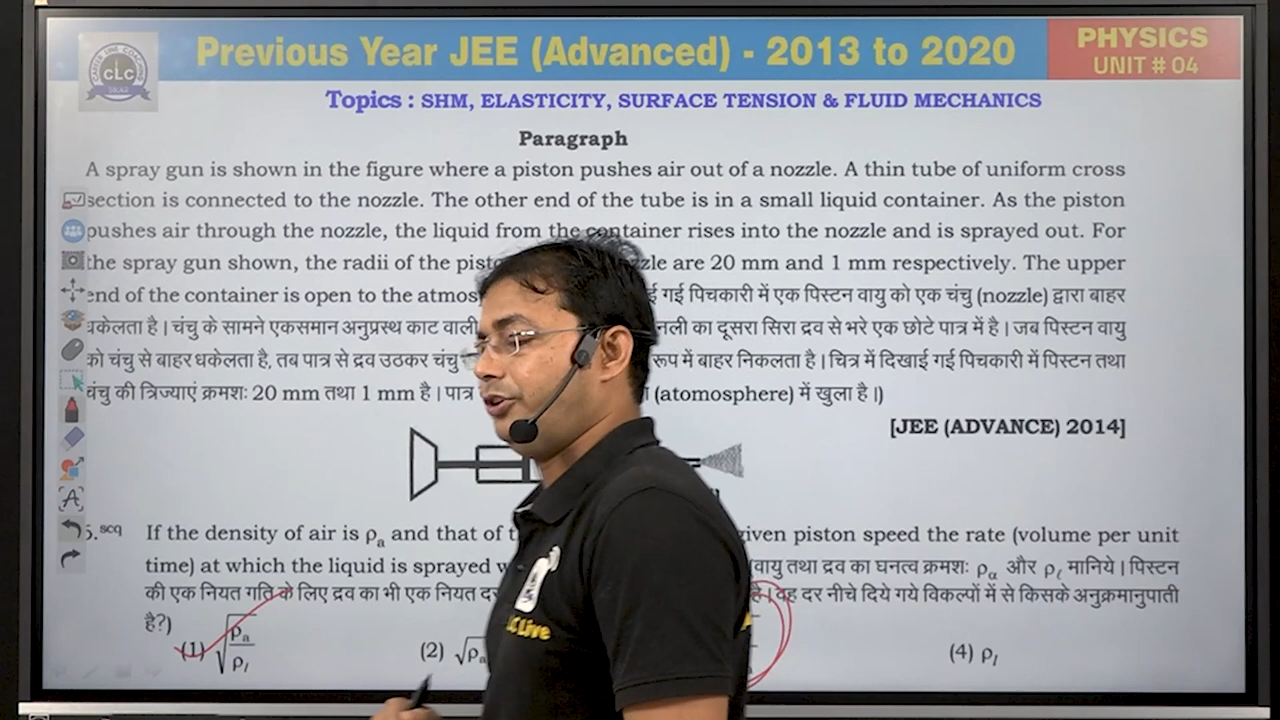 Previous Year JEE (Advanced) - 2013 to 2020
PHYSICS
UNIT # 04
CLC
Topics : SHM, ELASTICITY, SURFACE TENSION & FLUID MECHANICS
Paragraph
A spray gun is shown in the figure where a piston pushes air out of a nozzle. A thin tube of uniform cross
section is connected to the nozzle. The other end of the tube is in a small liquid container. As the piston
pushes air through the nozzle, the liquid from the container rises into the nozzle and is sprayed out. For
the spray gun shown, the radii of the are 20 mm and 1 mm respectively. The upper
end of the container is open to the गई पिचकारी में एक पिस्टन वायु को एक चंचु (nozzle) द्वारा बाहर
धकेलता है। चंचु के सामने एकसमान अनुप्रस्थ काट वाली नली का दूसरा सिरा द्रव से भरे एक छोटे पात्र में है। जब पिस्टन वायु
को चंचु से बाहर धकेलता है, तब पात्र से द्रव उठकर चंचु रूप में बाहर निकलता है। चित्र में दिखाई गई पिचकारी में पिस्टन तथा
चंचु की त्रिज्याएं क्रमशः 20 mm तथा 1 mm है। पात्र (atomosphere) में खुला है।)
[JEE (ADVANCE) 2014]
5.scq If the density of air is ρa and that of given piston speed the rate (volume per unit
time) at which the liquid is sprayed वायु तथा द्रव का घनत्व क्रमशः ρα और ρℓ मानिये। पिस्टन
की एक नियत गति के लिए द्रव का भी एक नियत है। वह दर नीचे दिये गये विकल्पों में से किसके अनुक्रमानुपाती
है?)
(1) √ρa/ρl (2) (4) ρl
CLC Live